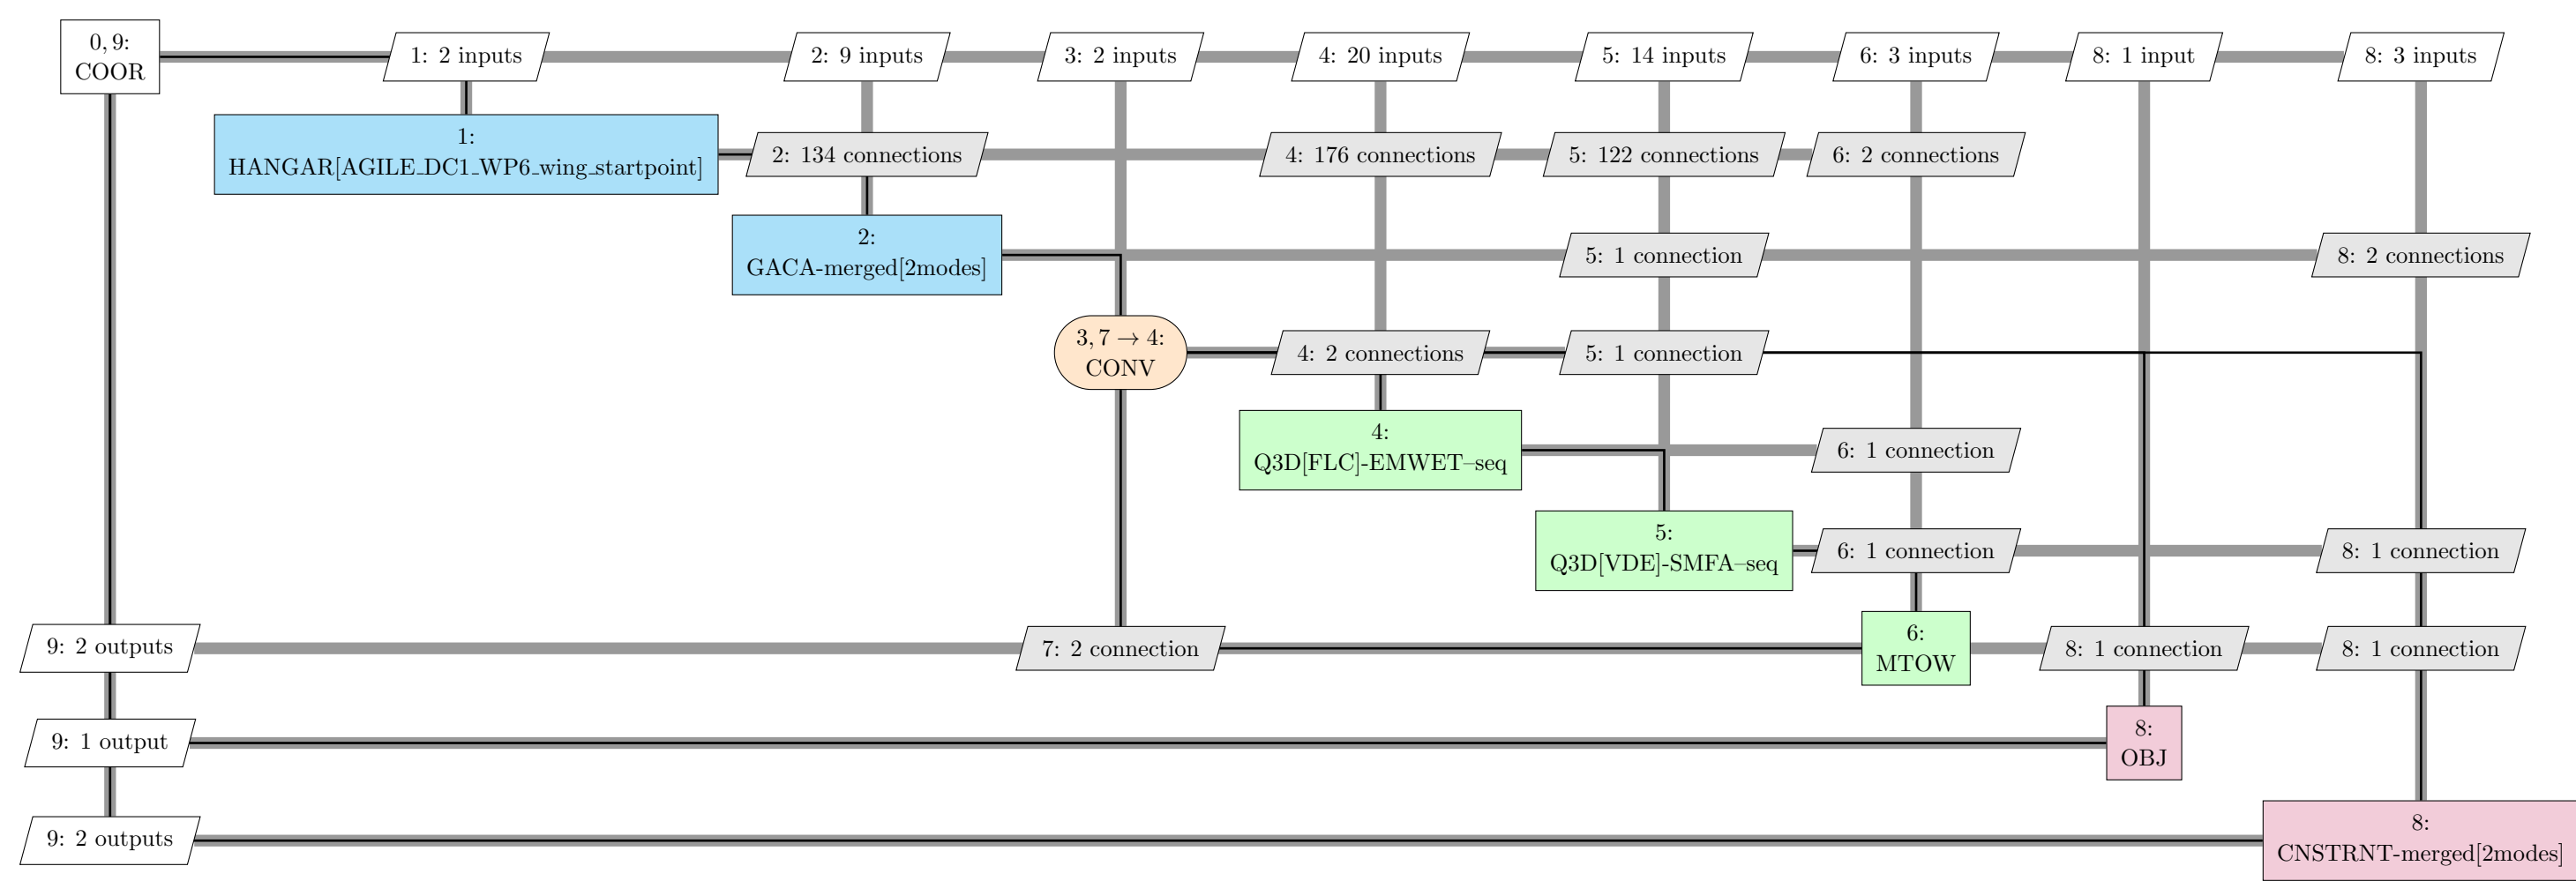 0, 9:
COOR
1: 2 inputs
2: 9 inputs
3: 2 inputs
4: 20 inputs
5: 14 inputs
6: 3 inputs
8: 1 input
8: 3 inputs
1:
HANGAR[AGILE_DC1_WP6_wing_startpoint]
2: 134 connections
4: 176 connections
5: 122 connections
6: 2 connections
2:
GACA-merged[2modes]
5: 1 connection
8: 2 connections
3, 7 → 4:
CONV
4: 2 connections
5: 1 connection
4:
Q3D[FLC]-EMWET–seq
6: 1 connection
5:
Q3D[VDE]-SMFA–seq
6: 1 connection
8: 1 connection
9: 2 outputs
7: 2 connection
6:
MTOW
8: 1 connection
8: 1 connection
9: 1 output
8:
OBJ
9: 2 outputs
8:
CNSTRNT-merged[2modes]